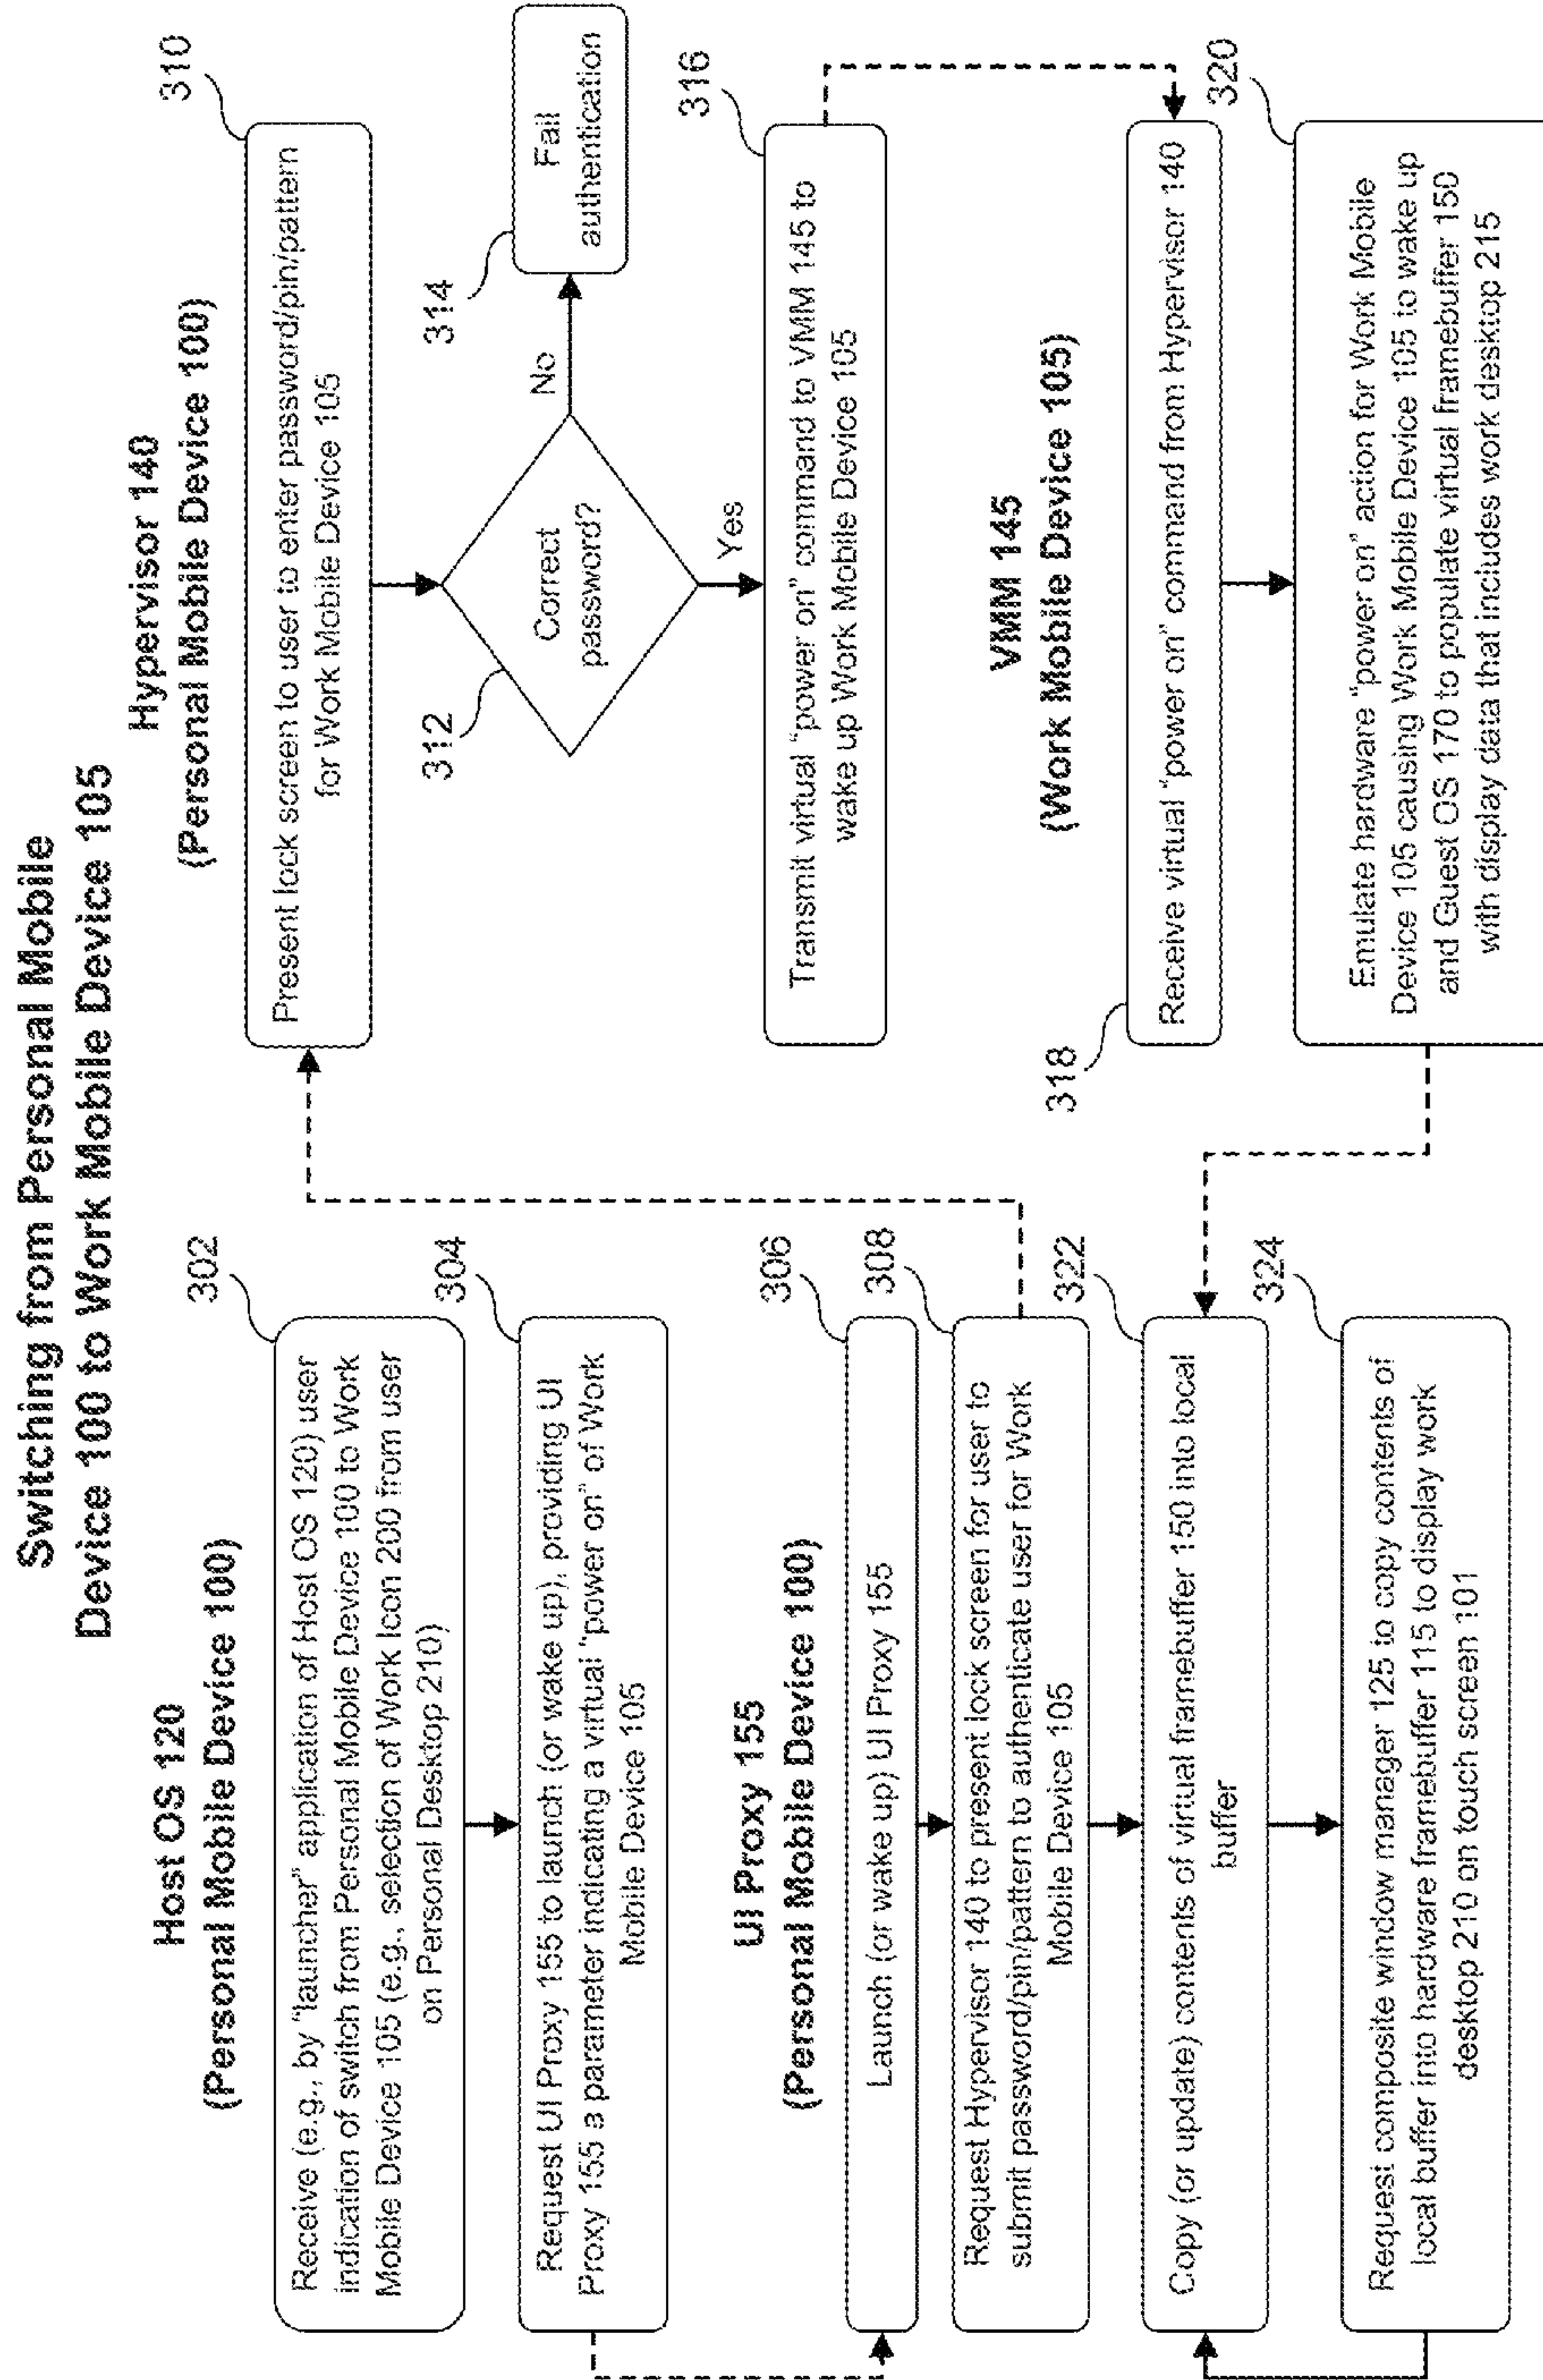 Switching from Personal Mobile
Device 100 to Work Mobile Device 105
Host OS 120
(Personal Mobile Device 100)
302
Receive (e.g., by "launcher" application of Host OS 120) user
indication of switch from Personal Mobile Device 100 to Work
Mobile Device 105 (e.g., selection of Work Icon 200 from user
on Personal Desktop 210)
304
Request UI Proxy 155 to launch (or wake up), providing UI
Proxy 155 a parameter indicating a virtual "power on" of Work
Mobile Device 105
UI Proxy 155
(Personal Mobile Device 100)
306
Launch (or wake up) UI Proxy 155
308
Request Hypervisor 140 to present lock screen for user to
submit password/pin/pattern to authenticate user for Work
Mobile Device 105
322
Copy (or update) contents of virtual framebuffer 150 into local
buffer
324
Request composite window manager 125 to copy contents of
local buffer into hardware framebuffer 115 to display work
desktop 210 on touch screen 101
Hypervisor 140
(Personal Mobile Device 100)
310
Present lock screen to user to enter password/pin/pattern
for Work Mobile Device 105
312
Correct
password?
No
314
Fail
authentication
Yes
316
Transmit virtual "power on" command to VMM 145 to
wake up Work Mobile Device 105
VMM 145
(Work Mobile Device 105)
318
Receive virtual "power on" command from Hypervisor 140
320
Emulate hardware "power on" action for Work Mobile
Device 105 causing Work Mobile Device 105 to wake up
and Guest OS 170 to populate virtual framebuffer 150
with display data that includes work desktop 215